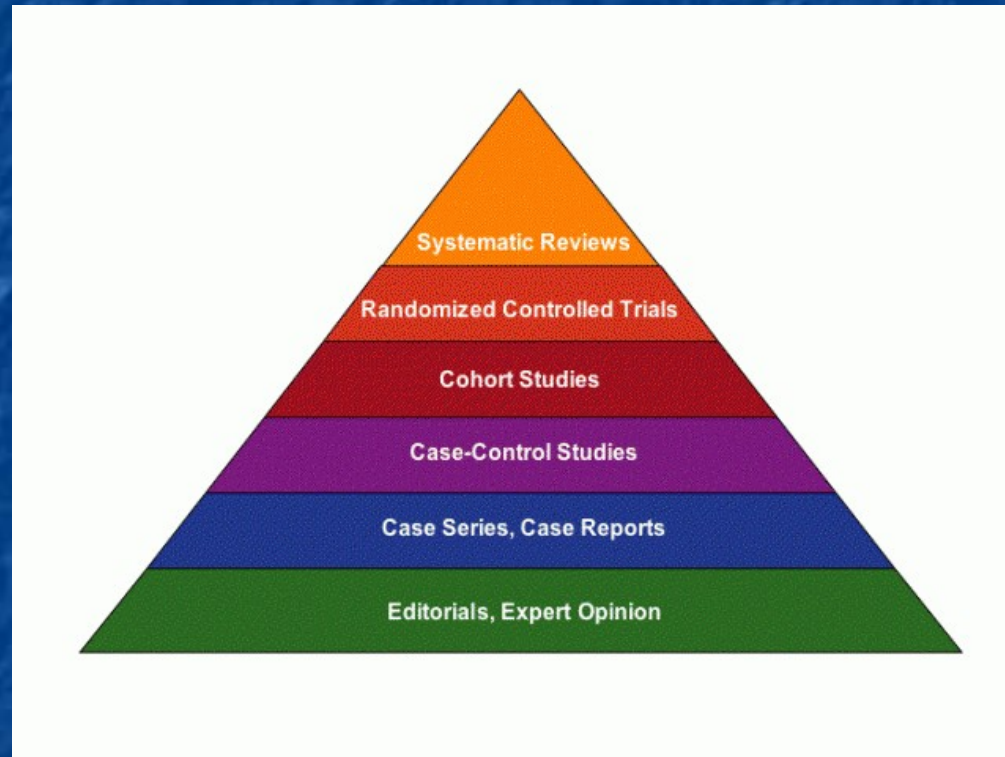 Systematic Reviews
Randomized Controlled Trials
Cohort Studies
Case-Control Studies
Case Series, Case Reports
Editorials, Expert Opinion